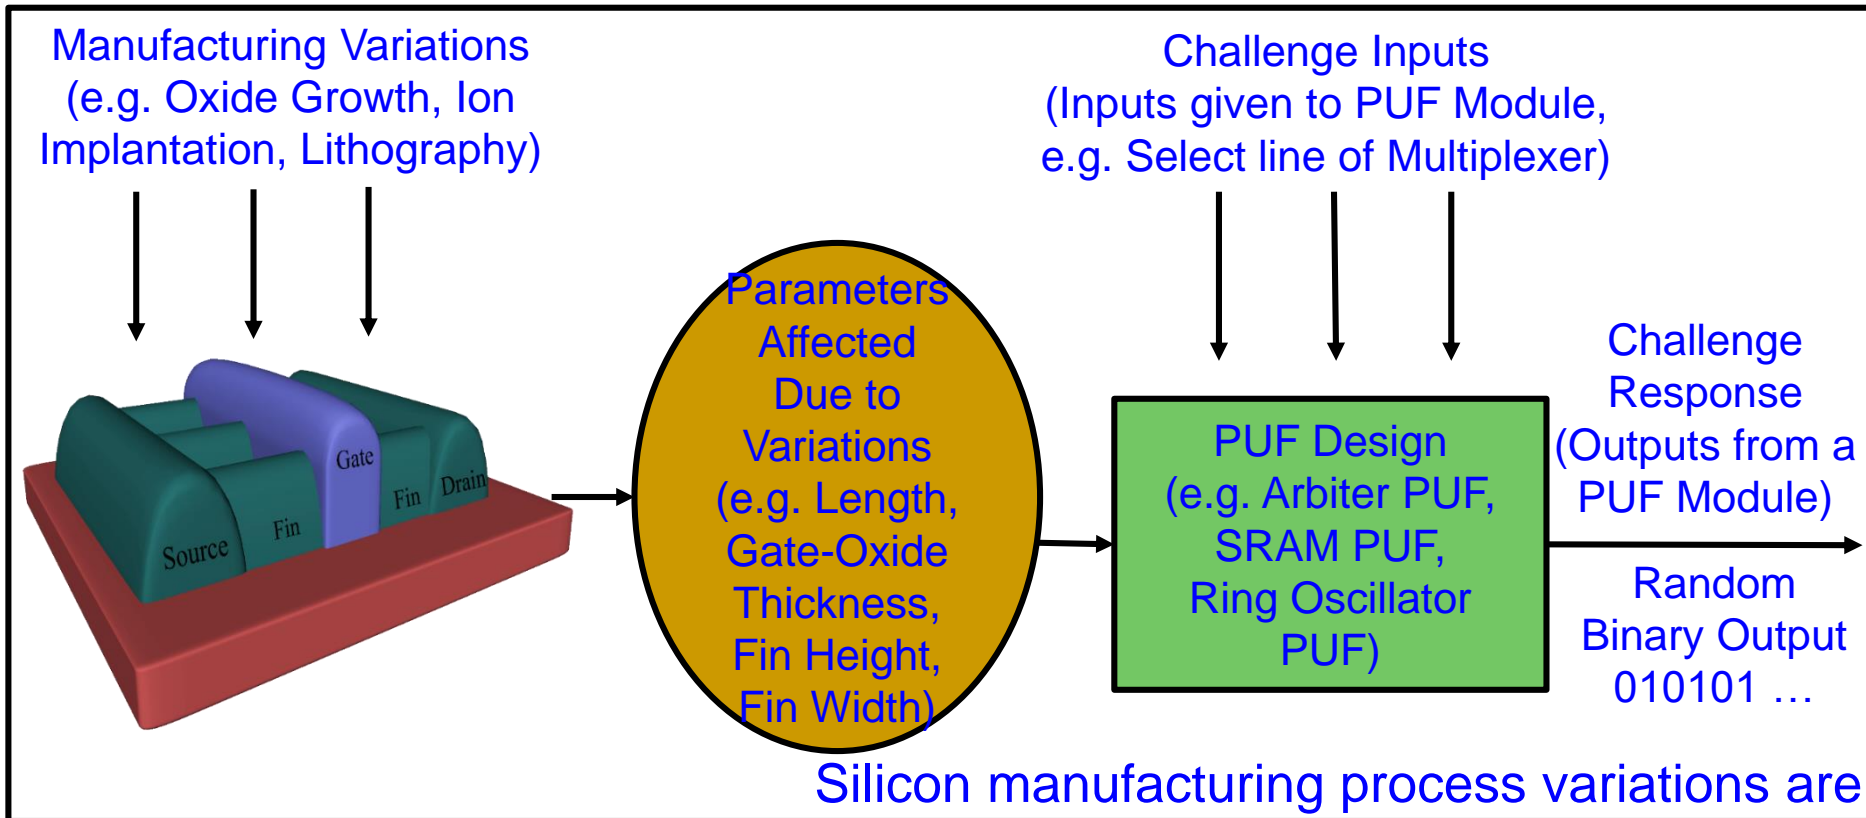 Manufacturing Variations
(e.g. Oxide Growth, Ion
Implantation, Lithography)
Challenge Inputs
(Inputs given to PUF Module,
e.g. Select line of Multiplexer)
Source
Fin
Gate
Fin
Drain
Parameters
Affected
Due to
Variations
(e.g. Length,
Gate-Oxide
Thickness,
Fin Height,
Fin Width)
PUF Design
(e.g. Arbiter PUF,
SRAM PUF,
Ring Oscillator
PUF)
Challenge
Response
(Outputs from a
PUF Module)
Random
Binary Output
010101 …
Silicon manufacturing process variations are